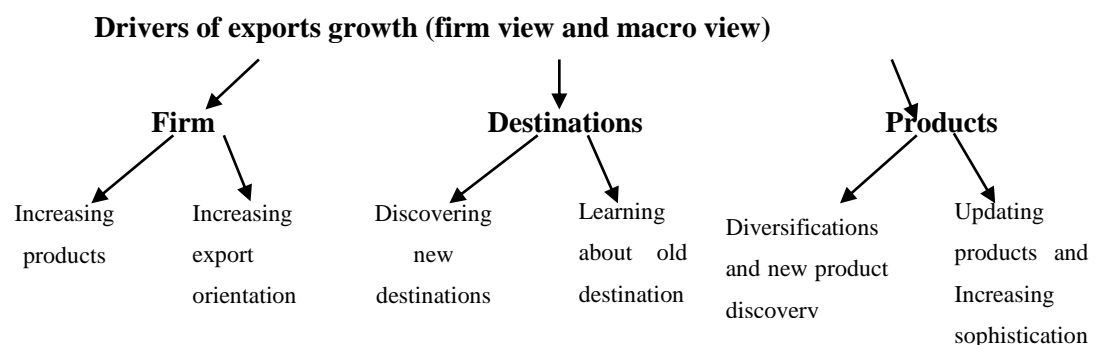 Drivers of exports growth (firm view and macro view)
Firm
Destinations
Products
Increasing
products
Increasing
export
orientation
Discovering
new
destinations
Learning
about old
destination
Diversifications
and new product
discovery
Updating
products and
Increasing
sophistication